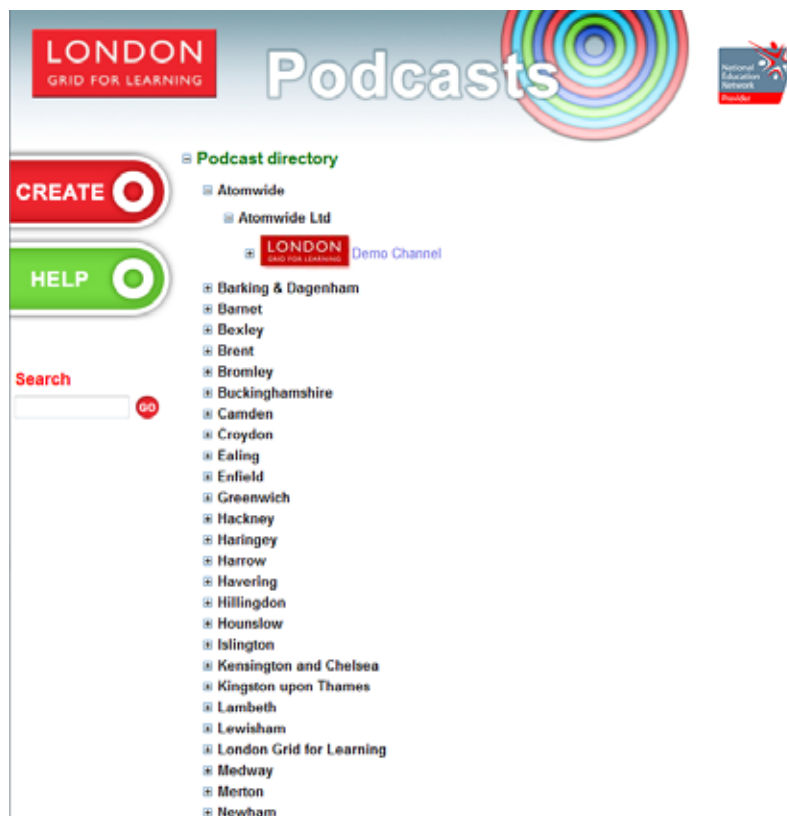 LONDON
GRID FOR LEARNING
Podcasts
National
Education
Network
Provider
CREATE
HELP
Search
GO
Podcast directory
Atomwide
Atomwide Ltd
LONDON
GRID FOR LEARNING
Demo Channel
Barking & Dagenham
Barnet
Bexley
Brent
Bromley
Buckinghamshire
Camden
Croydon
Ealing
Enfield
Greenwich
Hackney
Haringey
Harrow
Havering
Hillingdon
Hounslow
Islington
Kensington and Chelsea
Kingston upon Thames
Lambeth
Lewisham
London Grid for Learning
Medway
Merton
Newham